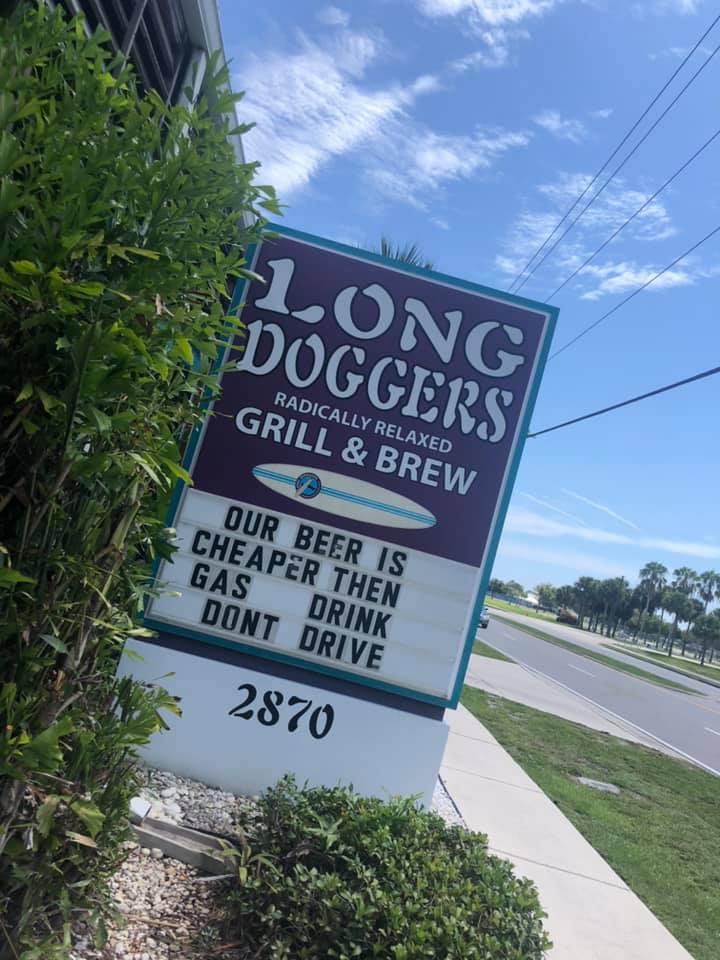 LONG
DOGGERS
RADICALLY RELAXED
GRILL & BREW
OUR BEER IS
CHEAPER THEN
GAS DRINK
DONT DRIVE
2870